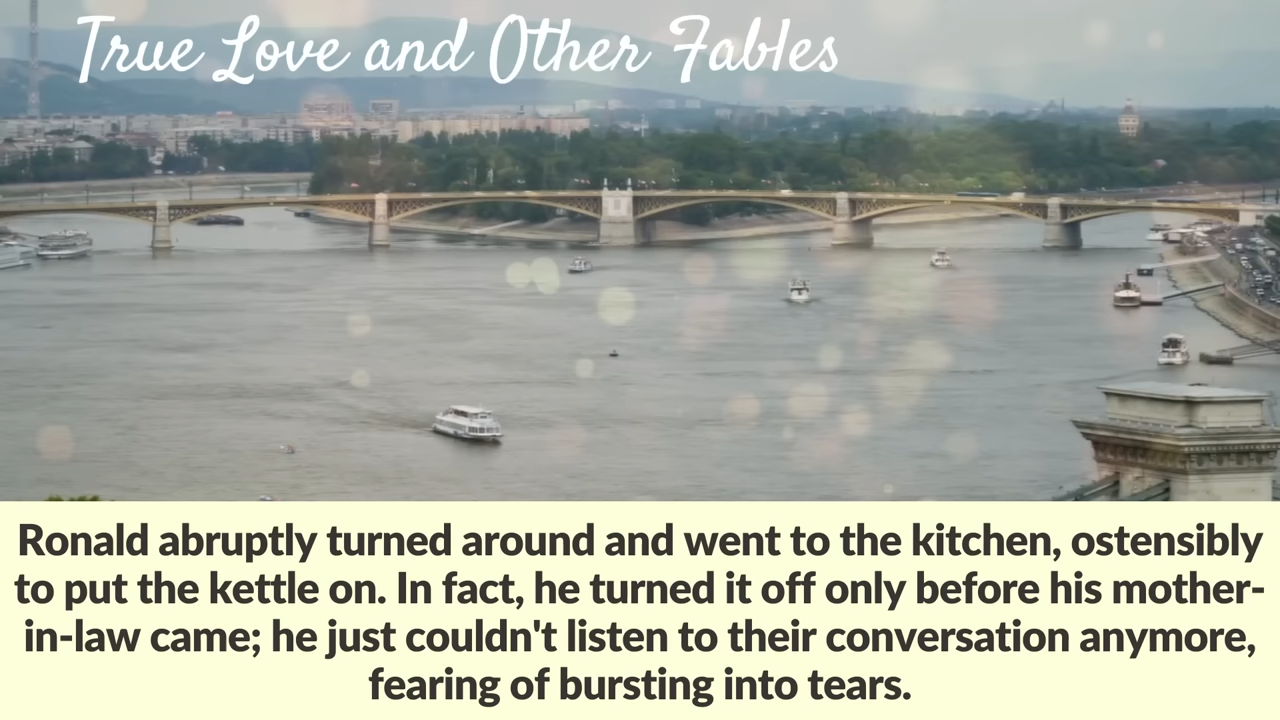 True Love and Other Fables
Ronald abruptly turned around and went to the kitchen, ostensibly
to put the kettle on. In fact, he turned it off only before his mother-
in-law came; he just couldn't listen to their conversation anymore,
fearing of bursting into tears.